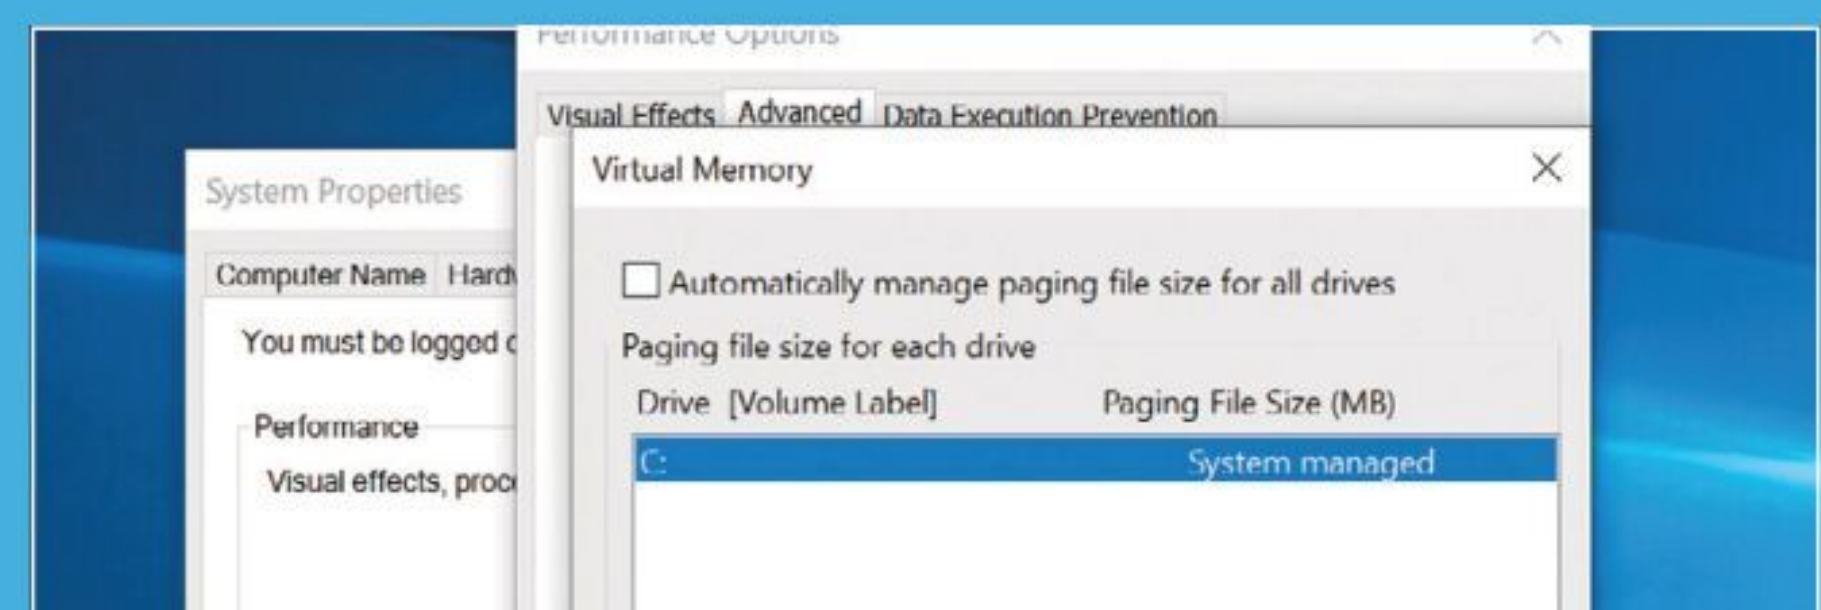 Performance Options
Visual Effects Advanced Data Execution Prevention
Virtual Memory
System Properties
Computer Name
Automatically manage paging file size for all drives
You must be logged
Paging file size for each drive
Drive [Volume Label] Paging File Size (MB)
Performance
C: System managed
Visual effects,